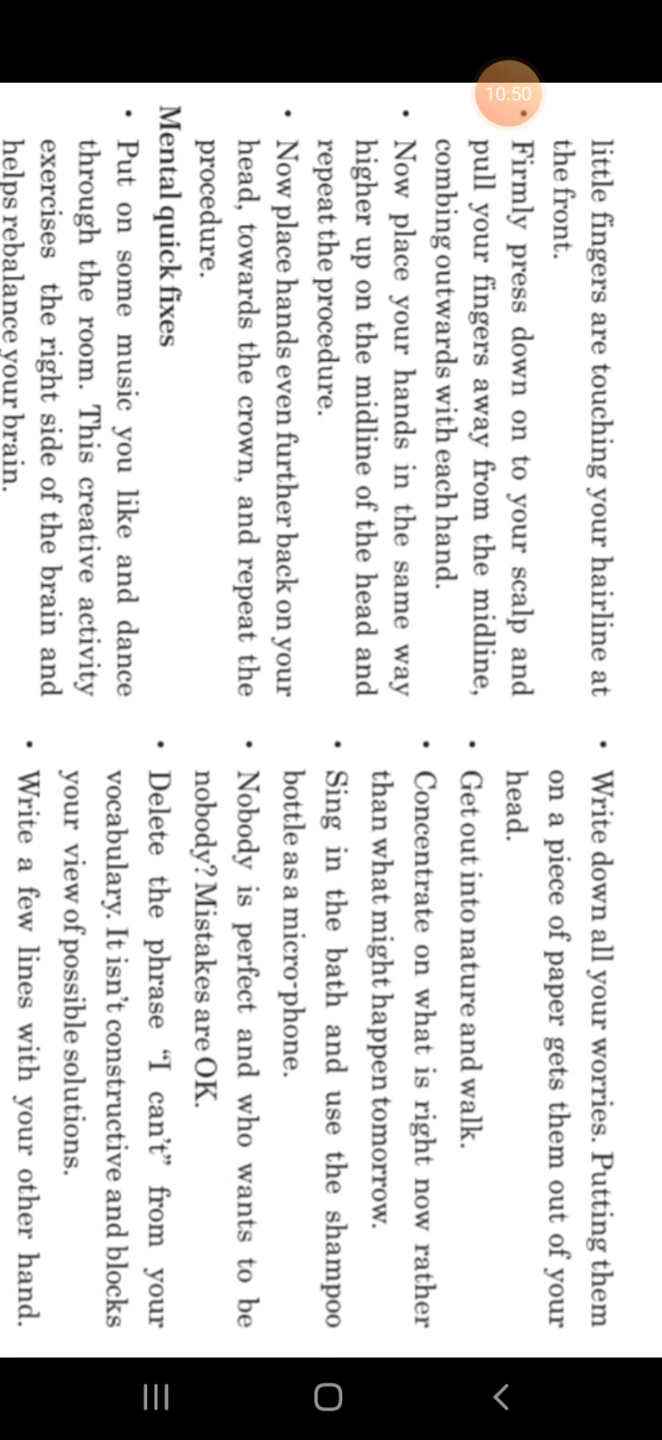 10:50
little fingers are touching your hairline at
the front.
• Firmly press down on to your scalp and
pull your fingers away from the midline,
combing outwards with each hand.
• Now place your hands in the same way
higher up on the midline of the head and
repeat the procedure.
• Now place hands even further back on your
head, towards the crown, and repeat the
procedure.
Mental quick fixes
• Put on some music you like and dance
through the room. This creative activity
exercises the right side of the brain and
helps rebalance your brain.
• Write down all your worries. Putting them
on a piece of paper gets them out of your
head.
• Get out into nature and walk.
• Concentrate on what is right now rather
than what might happen tomorrow.
• Sing in the bath and use the shampoo
bottle as a micro-phone.
• Nobody is perfect and who wants to be
nobody? Mistakes are OK.
• Delete the phrase “I can’t” from your
vocabulary. It isn’t constructive and blocks
your view of possible solutions.
• Write a few lines with your other hand.